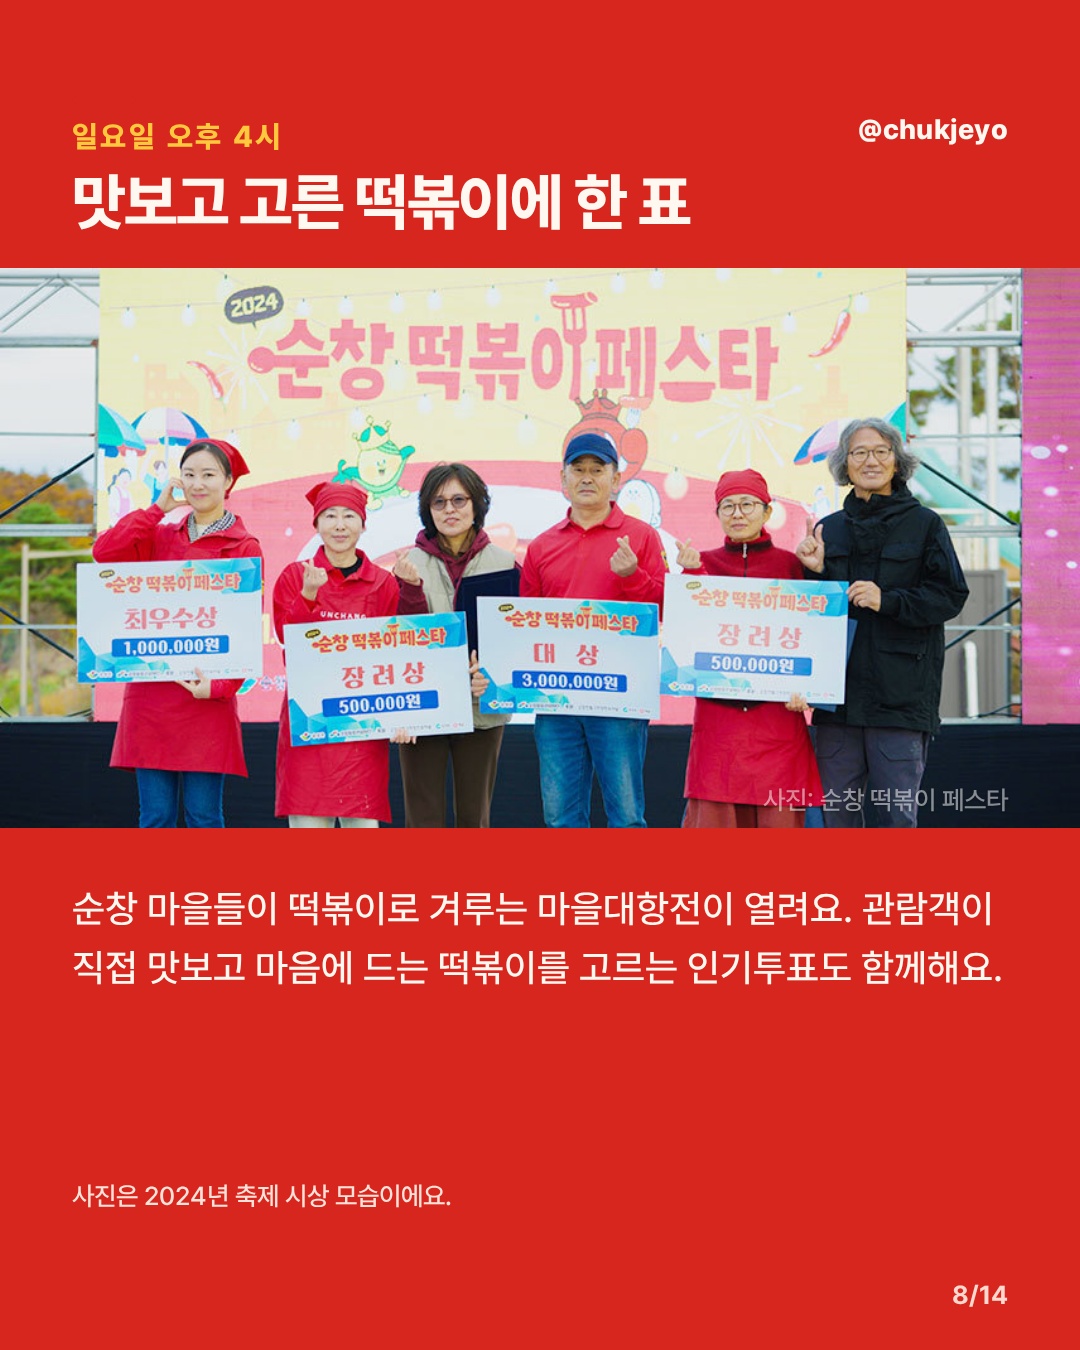 일요일 오후 4시
@chukjeyo
맛보고 고른 떡볶이에 한 표
2024
순창 떡볶이 페스타
순창 떡볶이 페스타
최우수상
1,000,000원
UNCHANG
순창 떡볶이 페스타
장려상
500,000원
순창 떡볶이 페스타
대 상
3,000,000원
순창 떡볶이 페스타
장려상
500,000원
사진: 순창 떡볶이 페스타
순창 마을들이 떡볶이로 겨루는 마을대항전이 열려요. 관람객이
직접 맛보고 마음에 드는 떡볶이를 고르는 인기투표도 함께해요.
사진은 2024년 축제 시상 모습이에요.
8/14